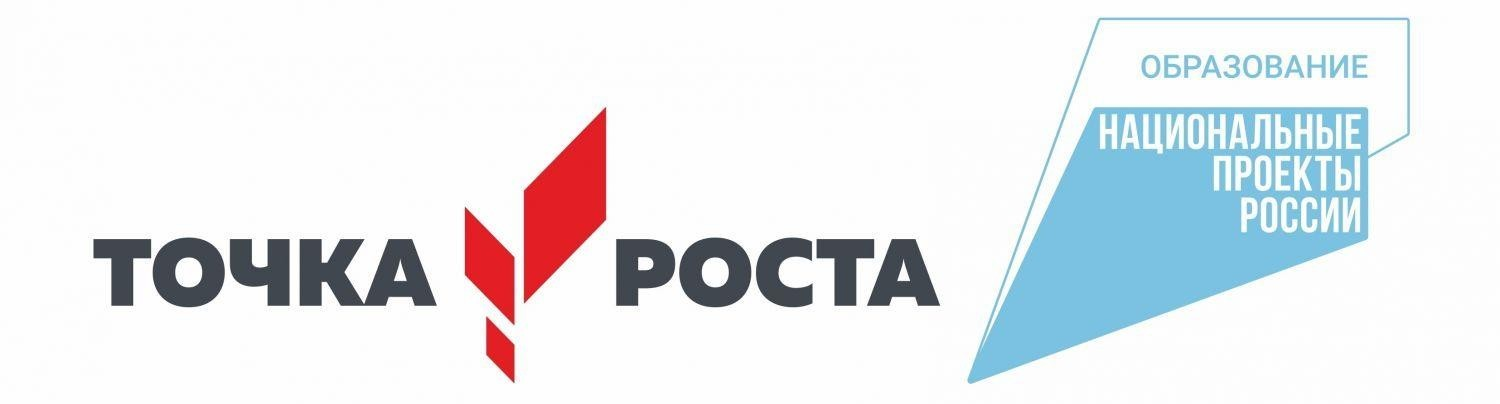 ТОЧКА РОСТА
ОБРАЗОВАНИЕ
НАЦИОНАЛЬНЫЕ
ПРОЕКТЫ
РОССИИ